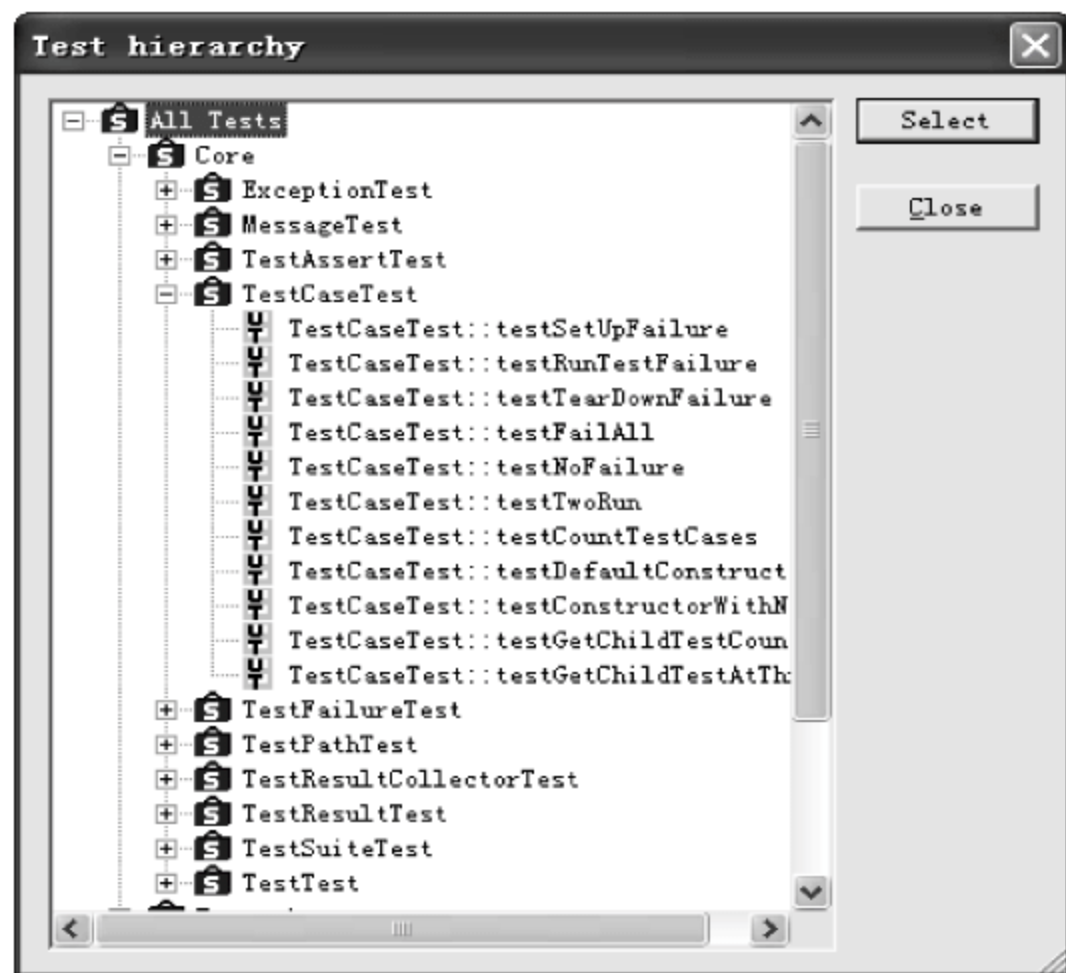 Test hierarchy
All Tests
Select
Core
ExceptionTest
Close
MessageTest
TestAssertTest
TestCaseTest
TestCaseTest::testSetUpFailure
TestCaseTest::testRunTestFailure
TestCaseTest::testTearDownFailure
TestCaseTest::testFailAll
TestCaseTest::testNoFailure
TestCaseTest::testTwoRun
TestCaseTest::testCountTestCases
TestCaseTest::testDefaultConstruct
TestCaseTest::testConstructorWithN
TestCaseTest::testGetChildTestCoun
TestCaseTest::testGetChildTestAtTh
TestFailureTest
TestPathTest
TestResultCollectorTest
TestResultTest
TestSuiteTest
TestTest